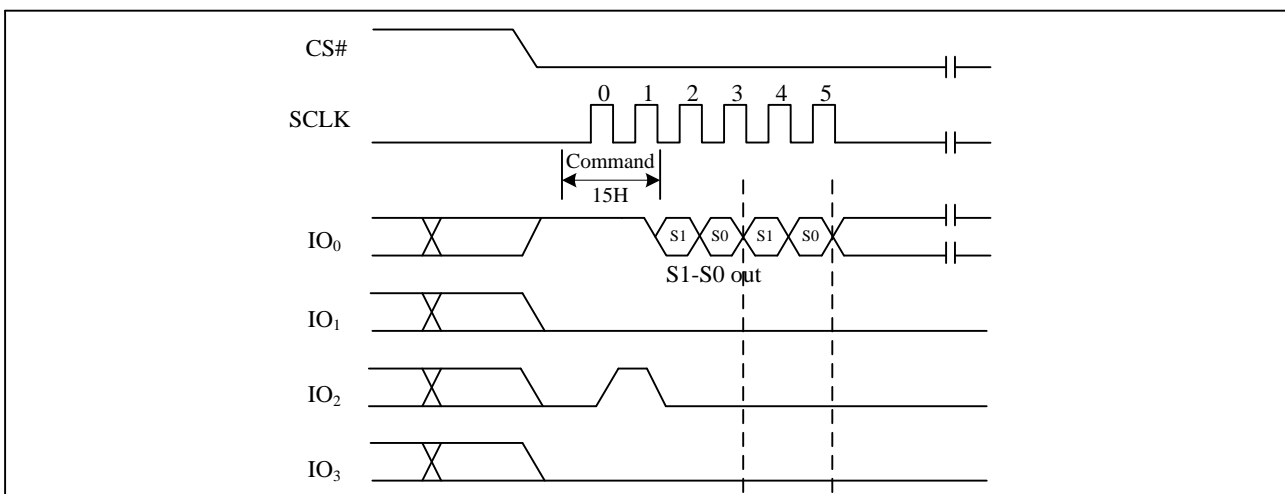 CS#
0 1 2 3 4 5
SCLK
Command
15H
IO₀
S1 S0 S1 S0
S1-S0 out
IO₁
IO₂
IO₃